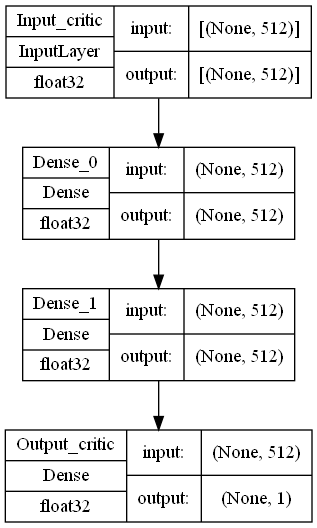 Input_critic
InputLayer
float32
input:
[(None, 512)]
output:
[(None, 512)]
Dense_0
Dense
float32
input:
(None, 512)
output:
(None, 512)
Dense_1
Dense
float32
input:
(None, 512)
output:
(None, 512)
Output_critic
Dense
float32
input:
(None, 512)
output:
(None, 1)